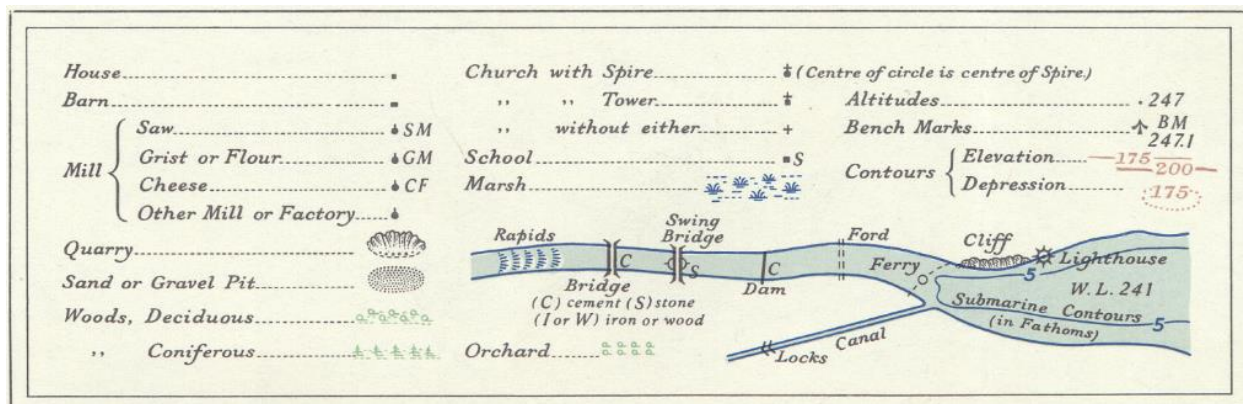 House
Barn
Mill
Saw SM
Grist or Flour GM
Cheese CF
Other Mill or Factory
Quarry
Sand or Gravel Pit
Woods, Deciduous
,, Coniferous
Church with Spire (Centre of circle is centre of Spire.)
,, ,, Tower
,, without either
School S
Marsh
Altitudes . 247
Bench Marks BM
247.1
Contours
Elevation 175
200
Depression 175
Rapids
Swing
Bridge
Ford
Cliff
Ferry
Lighthouse
C
S
C
5
W.L. 241
Bridge
Dam
(C) cement (S) stone
(I or W) iron or wood
Submarine Contours
(in Fathoms)
5
Canal
Locks
Orchard